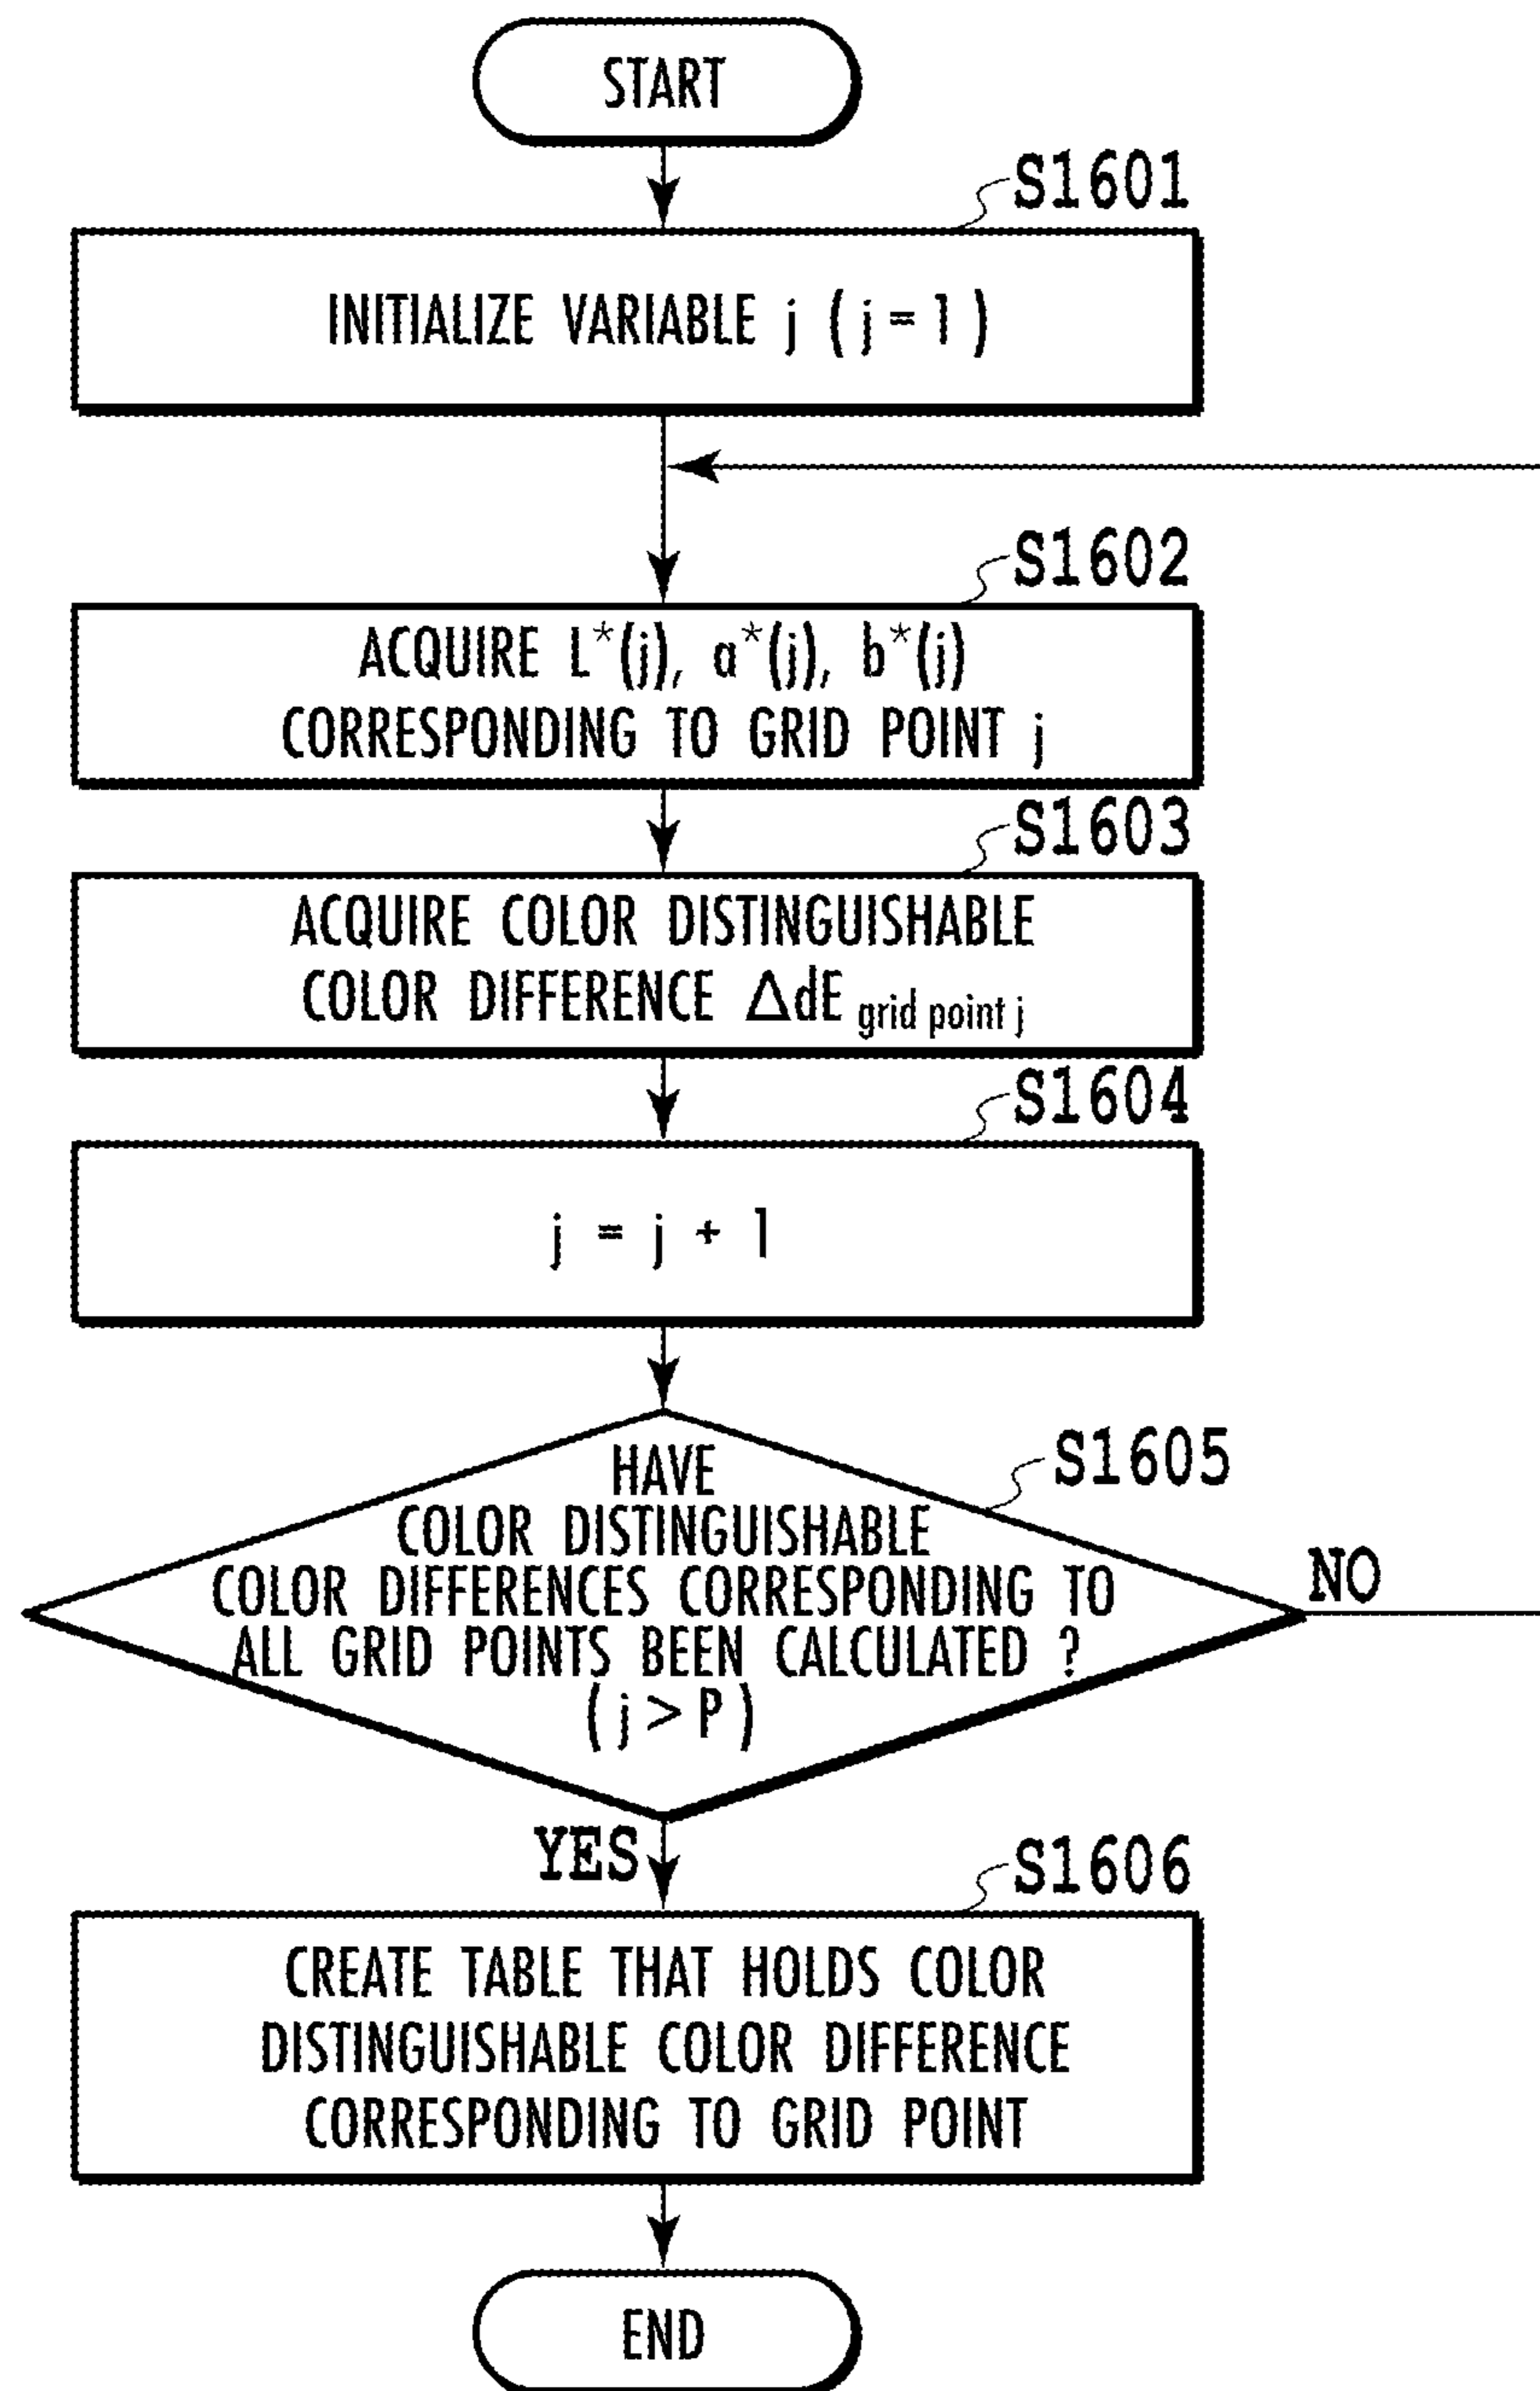 START
S1601
INITIALIZE VARIABLE j ( j = 1 )
S1602
ACQUIRE L*(j), a*(j), b*(j)
CORRESPONDING TO GRID POINT j
S1603
ACQUIRE COLOR DISTINGUISHABLE
COLOR DIFFERENCE ΔdE grid point j
S1604
j = j + 1
S1605
HAVE
COLOR DISTINGUISHABLE
COLOR DIFFERENCES CORRESPONDING TO
ALL GRID POINTS BEEN CALCULATED ?
( j > P )
NO
YES
S1606
CREATE TABLE THAT HOLDS COLOR
DISTINGUISHABLE COLOR DIFFERENCE
CORRESPONDING TO GRID POINT
END